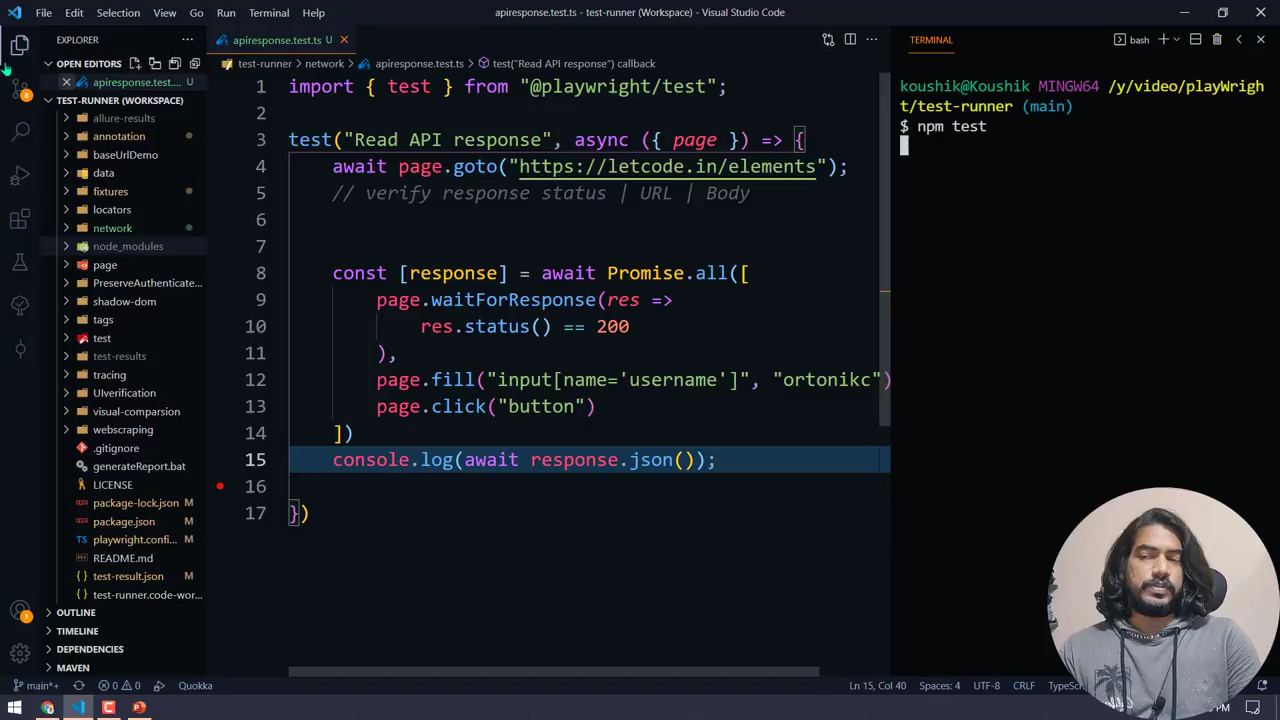 File Edit Selection View Go Run Terminal Help apiresponse.test.ts - test-runner (Workspace) - Visual Studio Code
EXPLORER
OPEN EDITORS
apiresponse.test....
U
TEST-RUNNER (WORKSPACE)
allure-results
annotation
baseUrlDemo
data
fixtures
locators
network
node_modules
page
PreserveAuthenticate...
shadow-dom
tags
test
test-results
tracing
UIverification
visual-comparsion
webscraping
.gitignore
generateReport.bat
LICENSE
package-lock.json M
package.json M
playwright.confi... M
README.md
test-result.json M
test-runner.code-wor...
OUTLINE
TIMELINE
DEPENDENCIES
MAVEN
8
1
apiresponse.test.ts U
test-runner > network > apiresponse.test.ts > test("Read API response") callback
1 import { test } from "@playwright/test";
2
3 test("Read API response", async ({ page }) => {
4 await page.goto("https://letcode.in/elements");
5 // verify response status | URL | Body
6
7
8 const [response] = await Promise.all([
9 page.waitForResponse(res =>
10 res.status() == 200
11 ),
12 page.fill("input[name='username']", "ortonikc")
13 page.click("button")
14 ])
15 console.log(await response.json());
16
17 })
TERMINAL
bash
koushik@Koushik MINGW64 /y/video/playWrigh
t/test-runner (main)
$ npm test
main*+ 0 0 Quokka Ln 15, Col 40 Spaces: 4 UTF-8 CRLF TypeSc
PM